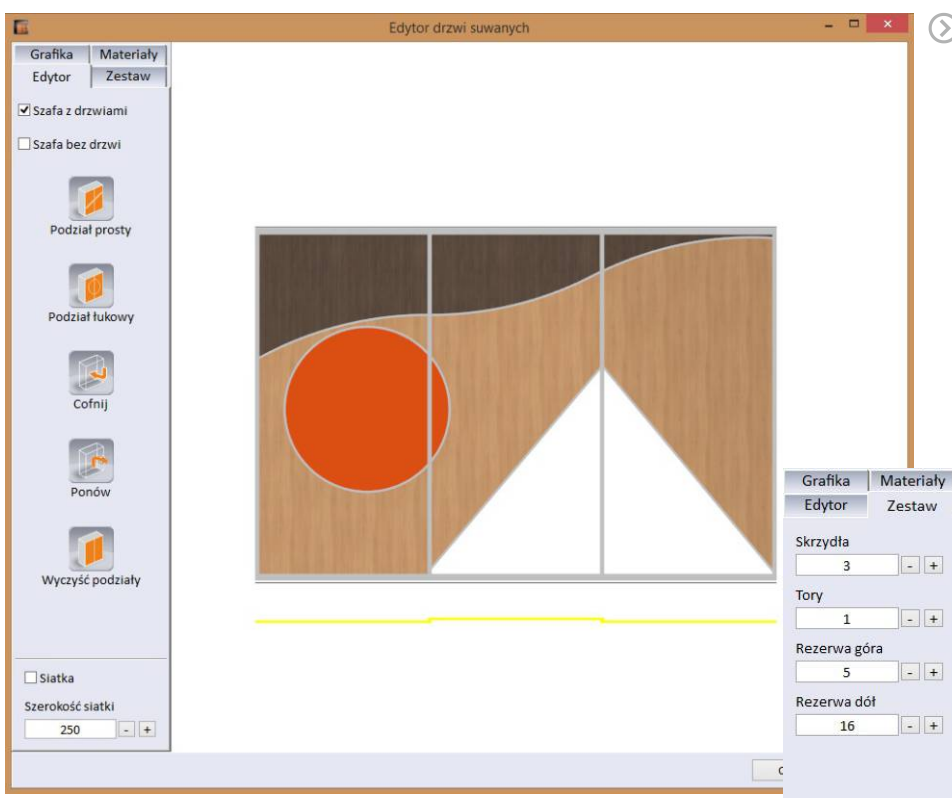 Edytor drzwi suwanych
Grafika Materiały
Edytor Zestaw
Szafa z drzwiami
Szafa bez drzwi
Podział prosty
Podział łukowy
Cofnij
Ponów
Wyczyść podziały
Siatka
Szerokość siatki
250 - +
Grafika Materiały
Edytor Zestaw
Skrzydła
3 - +
Tory
1 - +
Rezerwa góra
5 - +
Rezerwa dół
16 - +